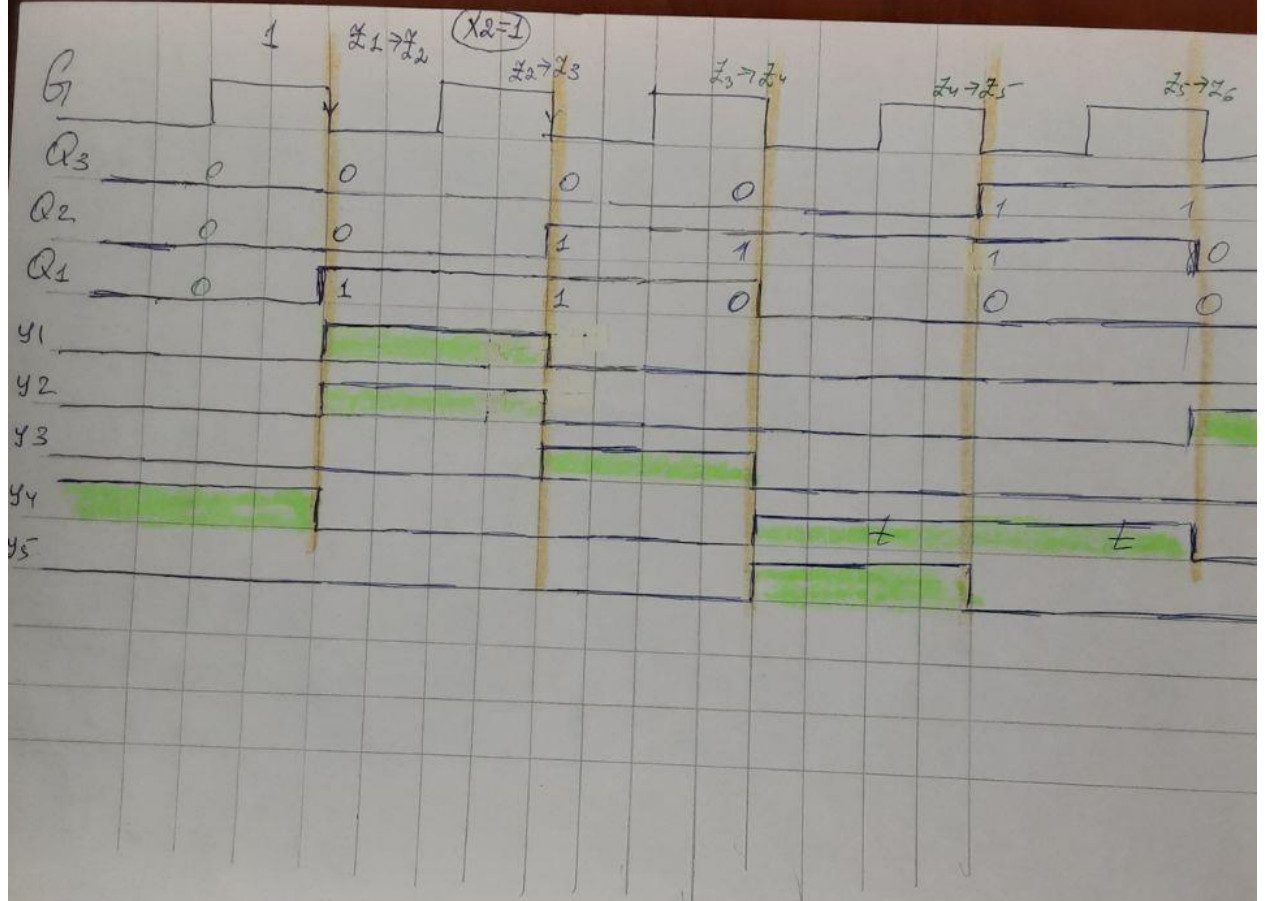 1 Z1→Z2 X2=1
Z2→Z3 Z3→Z4 Z4→Z5 Z5→Z6
G
Q3 0 0 0 0 1 1
Q2 0 0 1 1 1 0
Q1 0 1 1 0 0 0
y1
y2
y3
y4 t t
y5